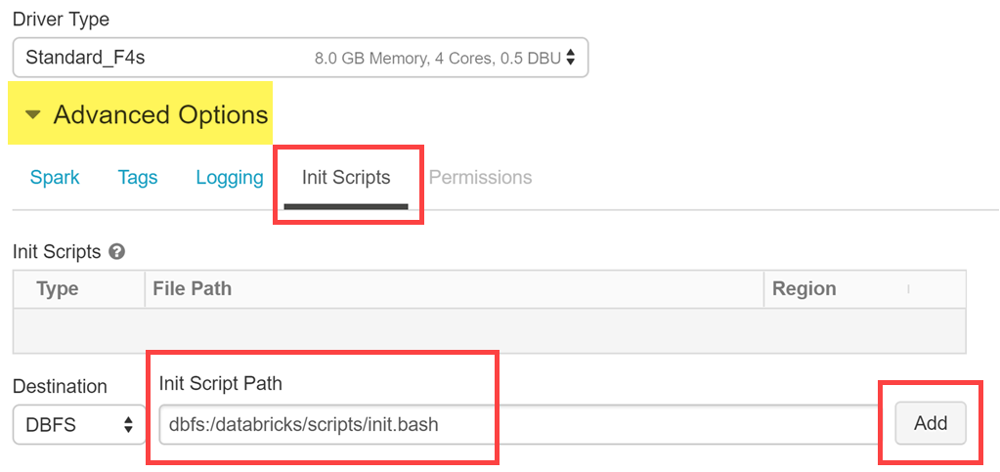 Driver Type
Standard_F4s 8.0 GB Memory, 4 Cores, 0.5 DBU
Advanced Options
Spark Tags Logging Init Scripts Permissions
Init Scripts ?
Type File Path Region
Destination Init Script Path
DBFS dbfs:/databricks/scripts/init.bash Add